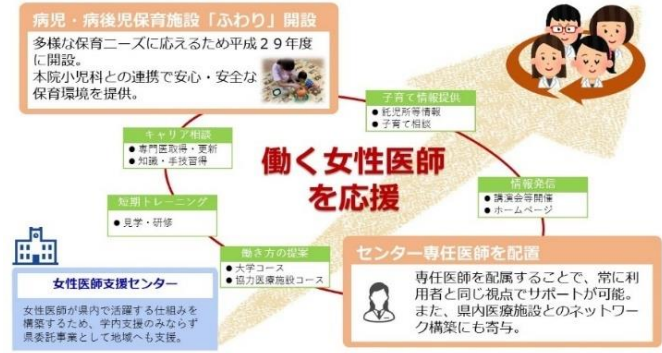 病児・病後児保育施設「ふわり」開設
多様な保育ニーズに応えるため平成２９年度
に開設。
本院小児科との連携で安心・安全な
保育環境を提供。
子育て情報提供
● 託児所等情報
● 子育て相談
キャリア相談
● 専門医取得・更新
● 知識・手技習得
働く女性医師
を応援
短期トレーニング
● 見学・研修
情報発信
● 講演会等開催
● ホームページ
働き方の提案
● 大学コース
● 協力医療施設コース
センター専任医師を配置
専任医師を配属することで、常に利
用者と同じ視点でサポートが可能。
また、県内医療施設とのネットワー
ク構築にも寄与。
女性医師支援センター
女性医師が県内で活躍する仕組みを
構築するため、学内支援のみならず
県委託事業として地域へも支援。